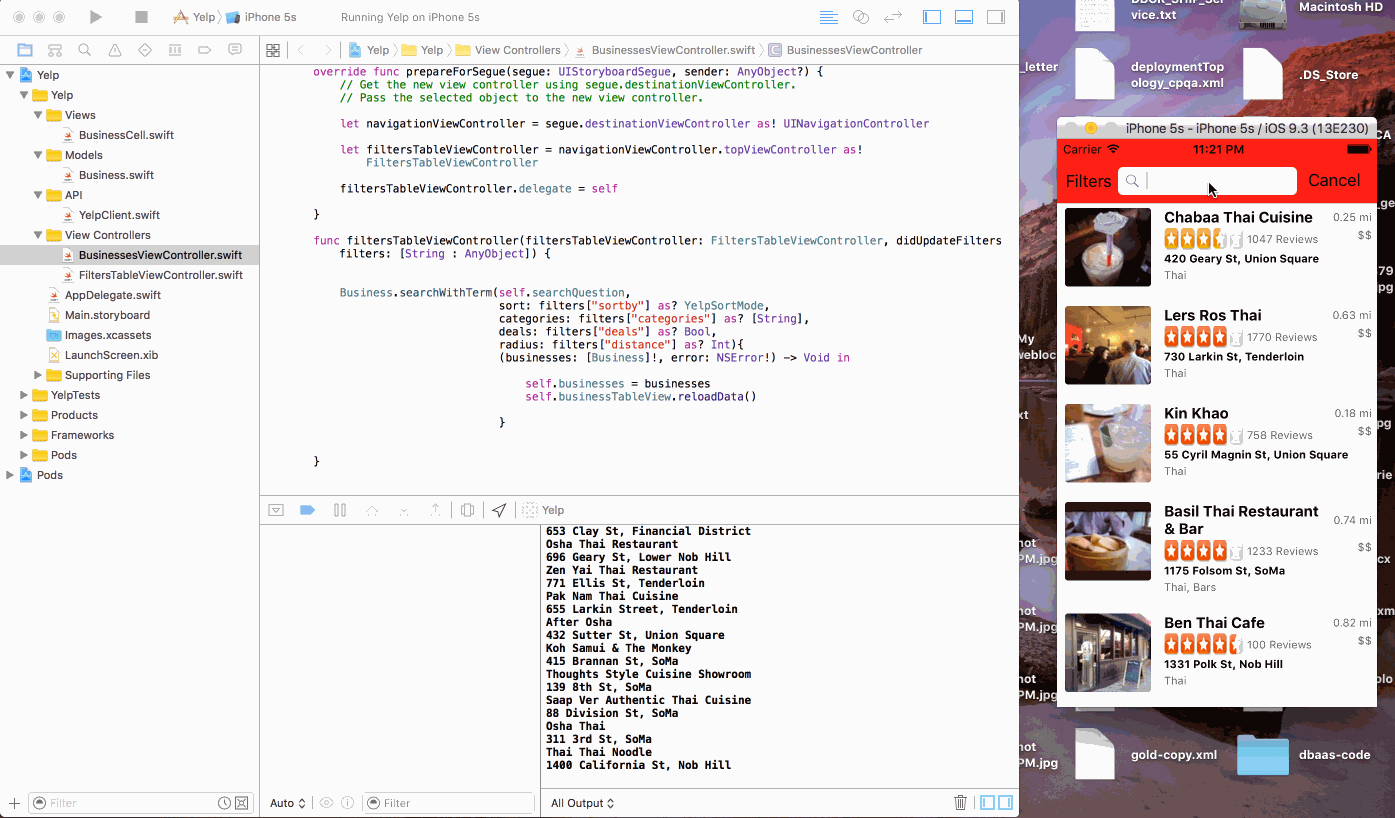 Yelp iPhone 5s Running Yelp on iPhone 5s
Yelp Yelp View Controllers BusinessesViewController.swift BusinessesViewController
Yelp
Yelp
Views
BusinessCell.swift
Models
Business.swift
API
YelpClient.swift
View Controllers
BusinessesViewController.swift
FiltersTableViewController.swift
AppDelegate.swift
Main.storyboard
Images.xcassets
LaunchScreen.xib
Supporting Files
YelpTests
Products
Frameworks
Pods
Pods
Filter
override func prepareForSegue(segue: UIStoryboardSegue, sender: AnyObject?) {
// Get the new view controller using segue.destinationViewController.
// Pass the selected object to the new view controller.
let navigationViewController = segue.destinationViewController as! UINavigationController
let filtersTableViewController = navigationViewController.topViewController as!
FiltersTableViewController
filtersTableViewController.delegate = self
}
func filtersTableViewController(filtersTableViewController: FiltersTableViewController, didUpdateFilters
filters: [String : AnyObject]) {
Business.searchWithTerm(self.searchQuestion,
sort: filters["sortby"] as? YelpSortMode,
categories: filters["categories"] as? [String],
deals: filters["deals"] as? Bool,
radius: filters["distance"] as? Int){
(businesses: [Business]!, error: NSError!) -> Void in
self.businesses = businesses
self.businessTableView.reloadData()
}
}
Yelp
653 Clay St, Financial District
Osha Thai Restaurant
696 Geary St, Lower Nob Hill
Zen Yai Thai Restaurant
771 Ellis St, Tenderloin
Pak Nam Thai Cuisine
655 Larkin Street, Tenderloin
After Osha
432 Sutter St, Union Square
Koh Samui & The Monkey
415 Brannan St, SoMa
Thoughts Style Cuisine Showroom
139 8th St, SoMa
Saap Ver Authentic Thai Cuisine
88 Division St, SoMa
Osha Thai
311 3rd St, SoMa
Thai Thai Noodle
1400 California St, Nob Hill
Auto Filter All Output
vice.txt
Macintosh HD
_letter
deploymentTop
ology_cpqa.xml
.DS_Store
iPhone 5s - iPhone 5s / iOS 9.3 (13E230)
Carrier 11:21 PM
Filters Cancel
Chabaa Thai Cuisine 0.25 mi
1047 Reviews $$
420 Geary St, Union Square
Thai
Lers Ros Thai 0.63 mi
1770 Reviews $$
730 Larkin St, Tenderloin
Thai
Kin Khao 0.18 mi
758 Reviews $$
55 Cyril Magnin St, Union Square
Thai
Basil Thai Restaurant
& Bar 0.74 mi
1233 Reviews $$
1175 Folsom St, SoMa
Thai, Bars
Ben Thai Cafe 0.82 mi
100 Reviews $$
1331 Polk St, Nob Hill
Thai
gold-copy.xml
dbaas-code